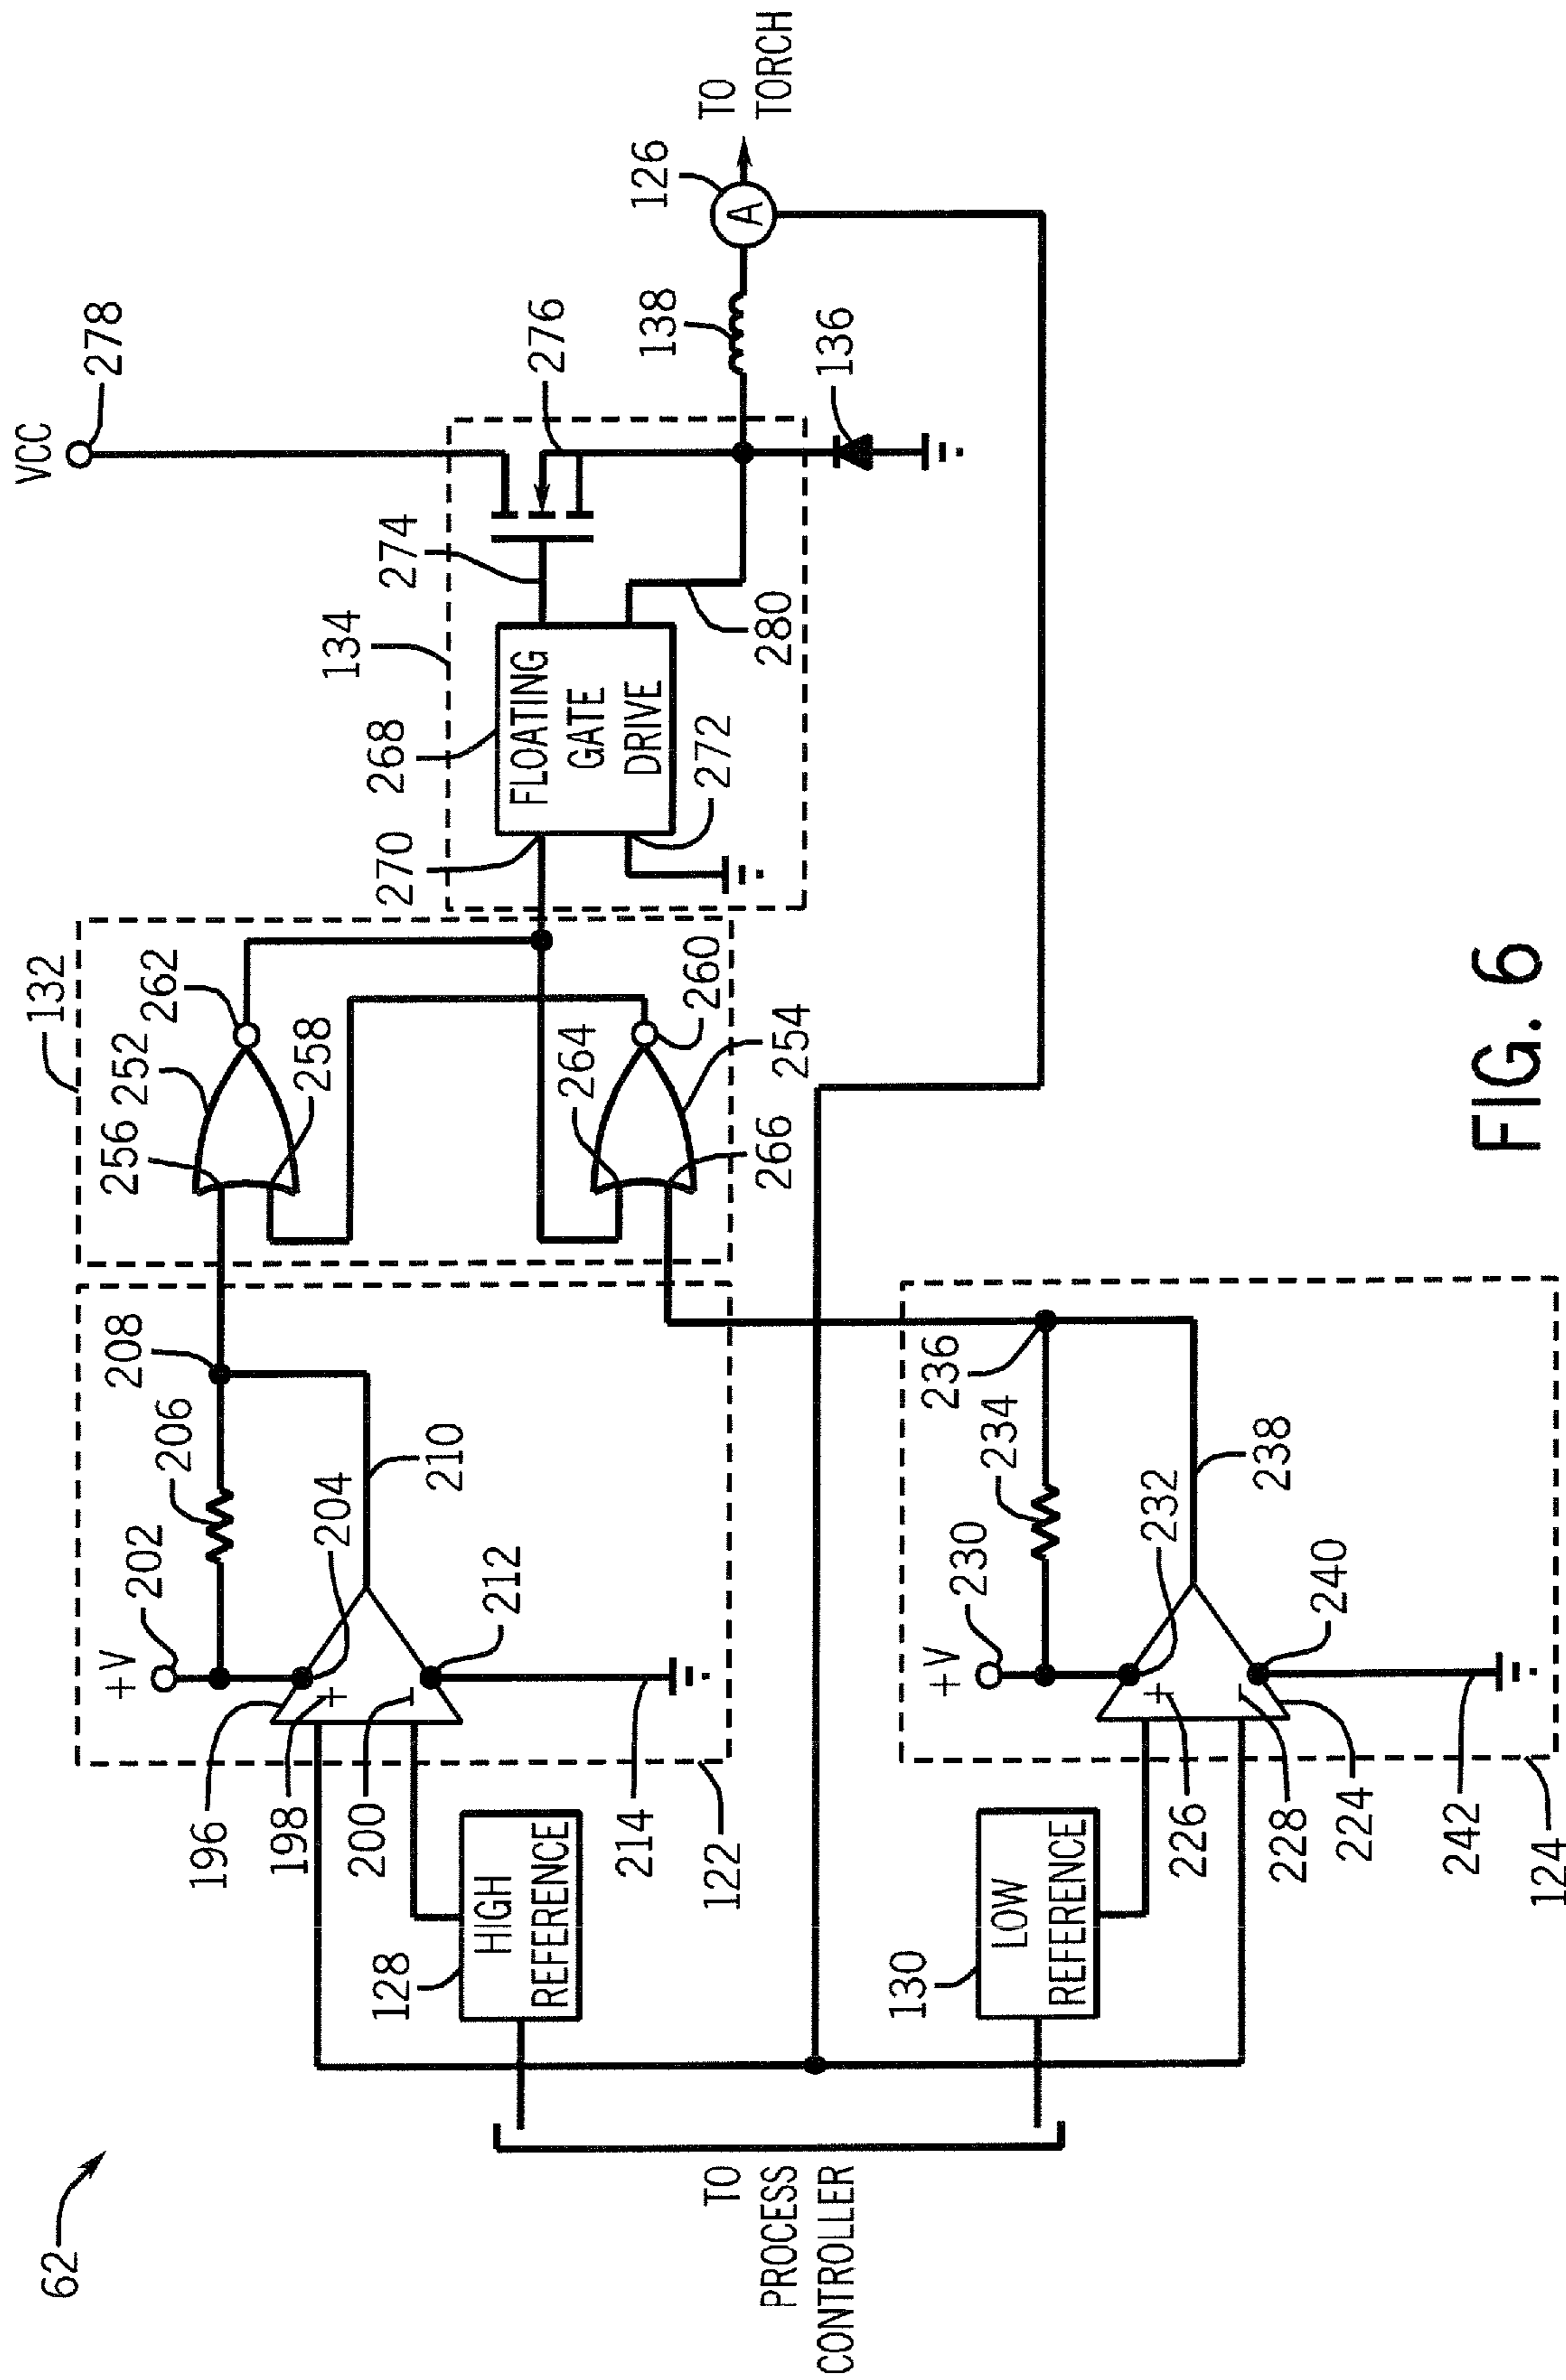 62
TO
PROCESS
CONTROLLER
128
HIGH
REFERENCE
130
LOW
REFERENCE
196
198
200
214
122
+V
202
206
208
204
+
-
210
212
226
228
224
242
124
+V
230
234
236
232
+
-
238
240
132
256
252
262
258
264
260
254
266
270
268
134
274
FLOATING
GATE
DRIVE
272
280
276
VCC
278
138
136
126
A
TO
TORCH
FIG. 6